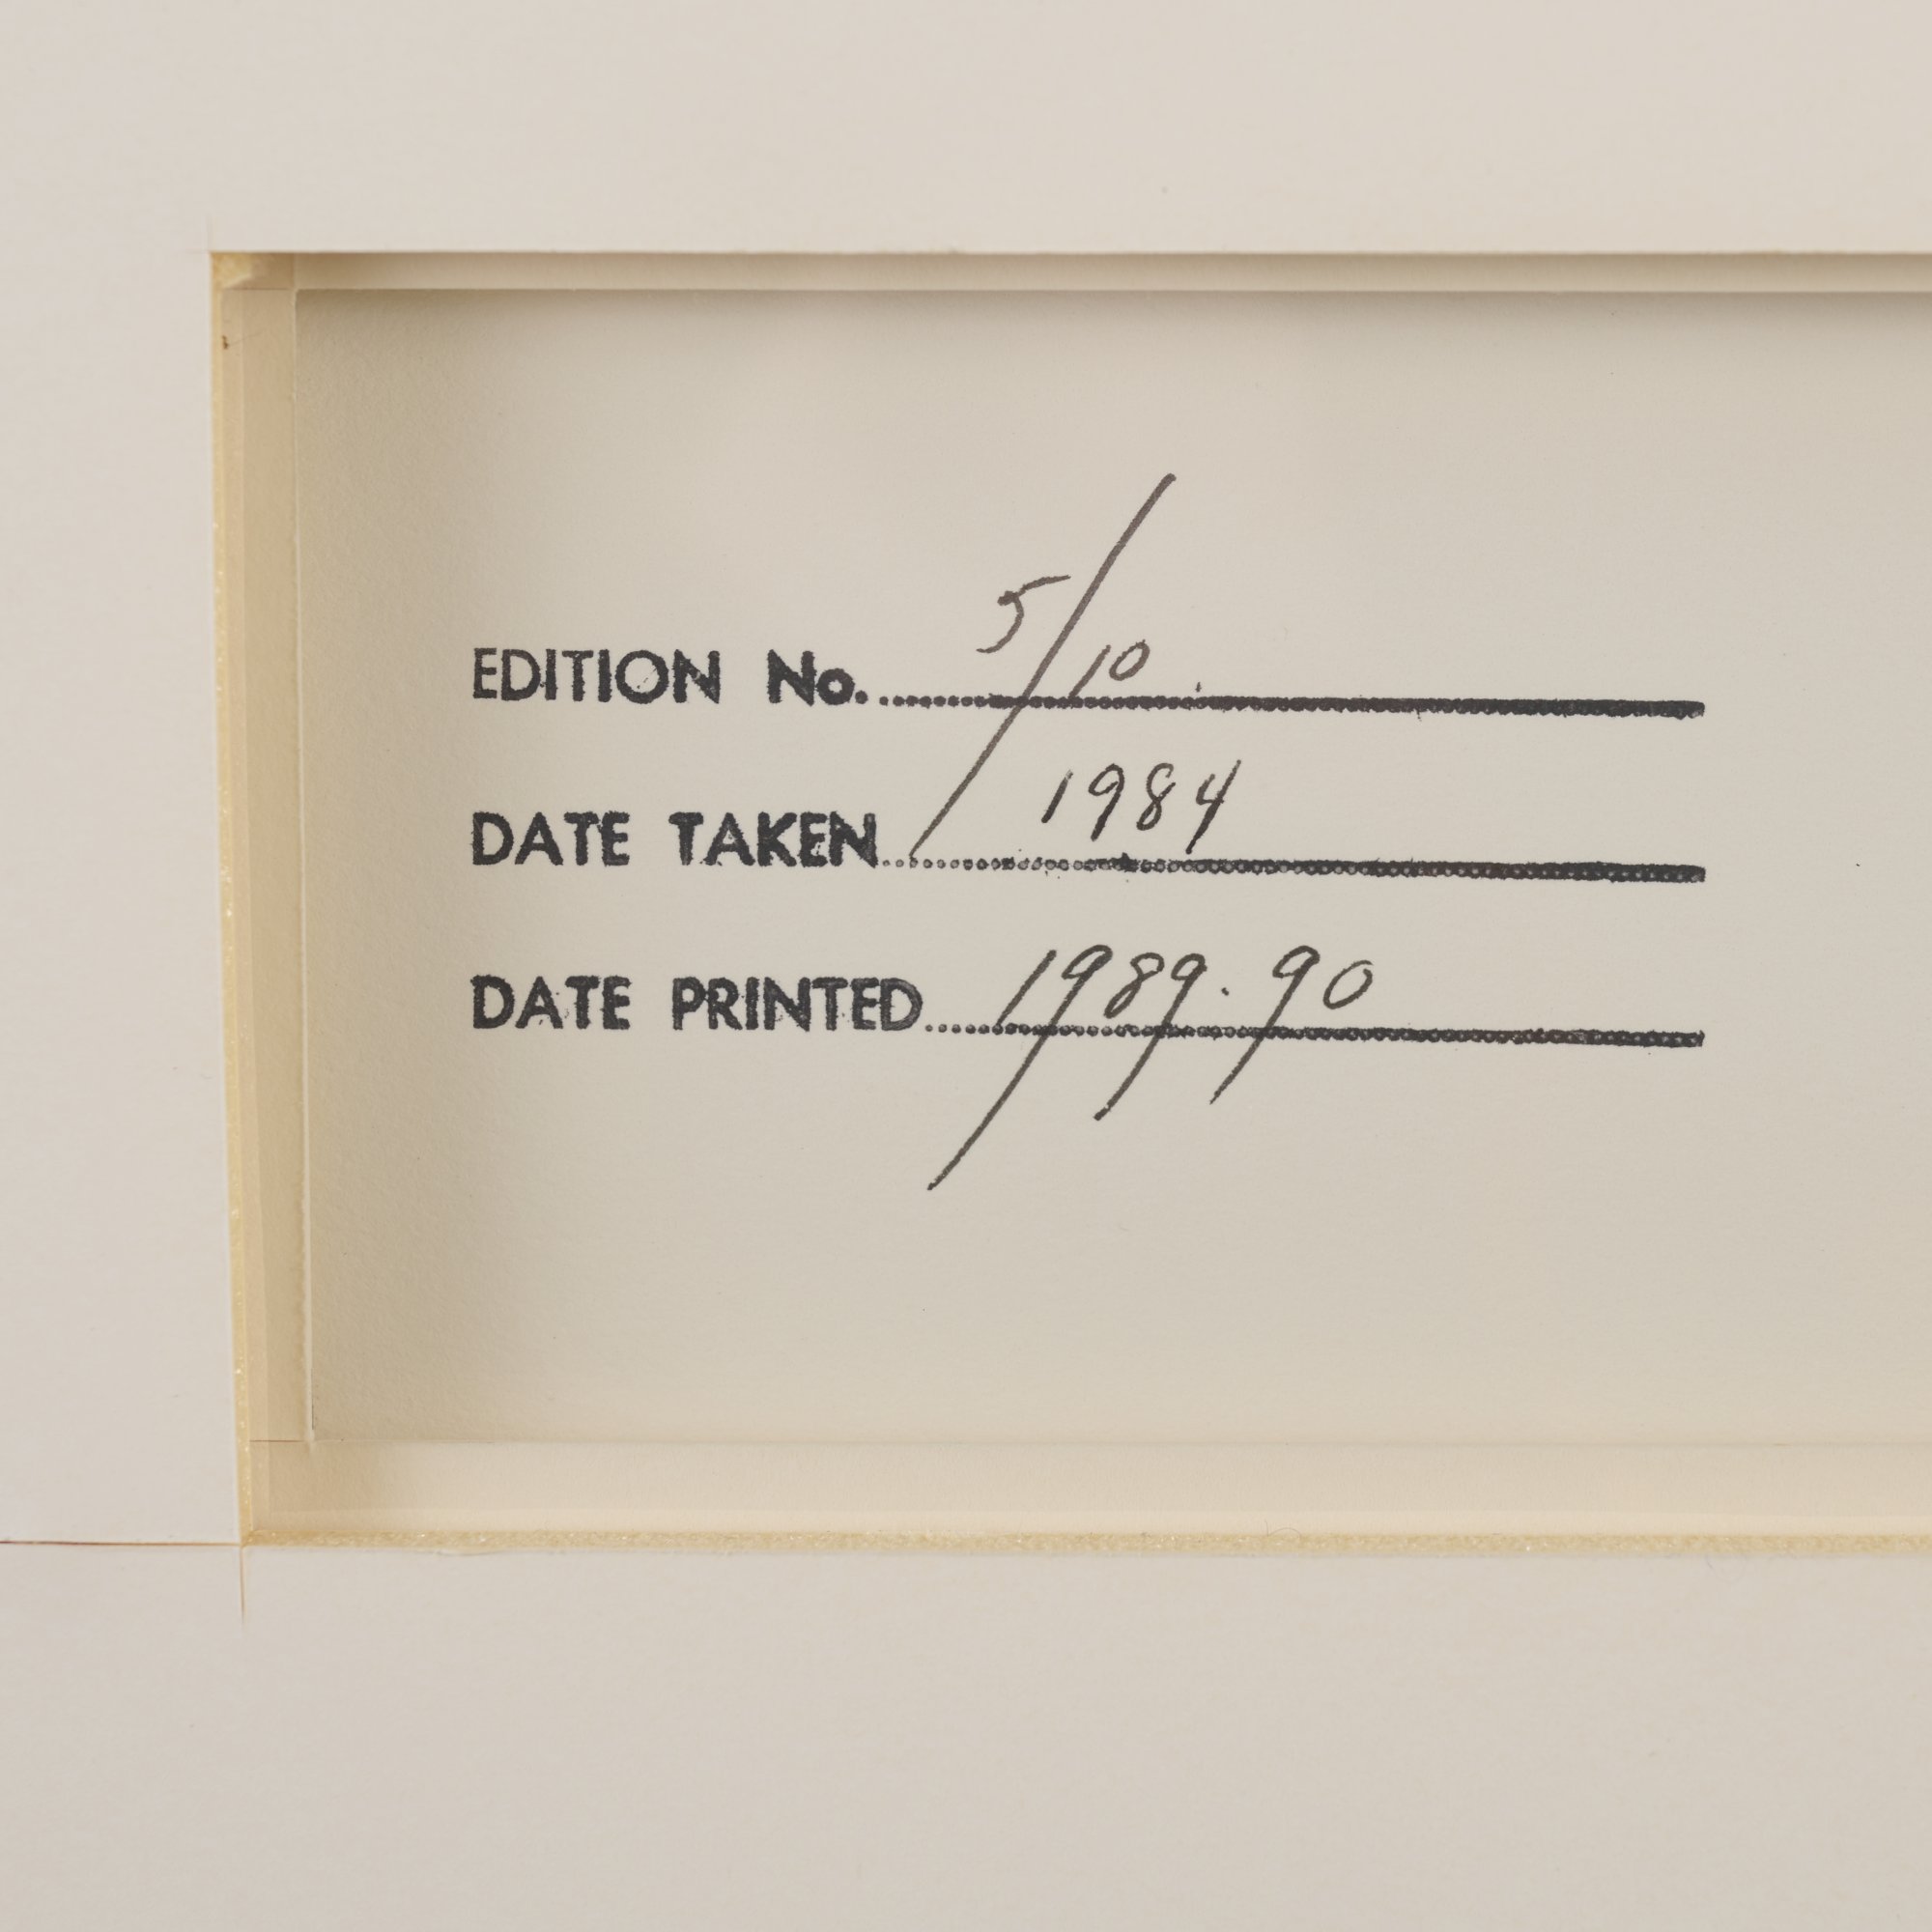 EDITION No. 5/10
DATE TAKEN 1984
DATE PRINTED 1989.90